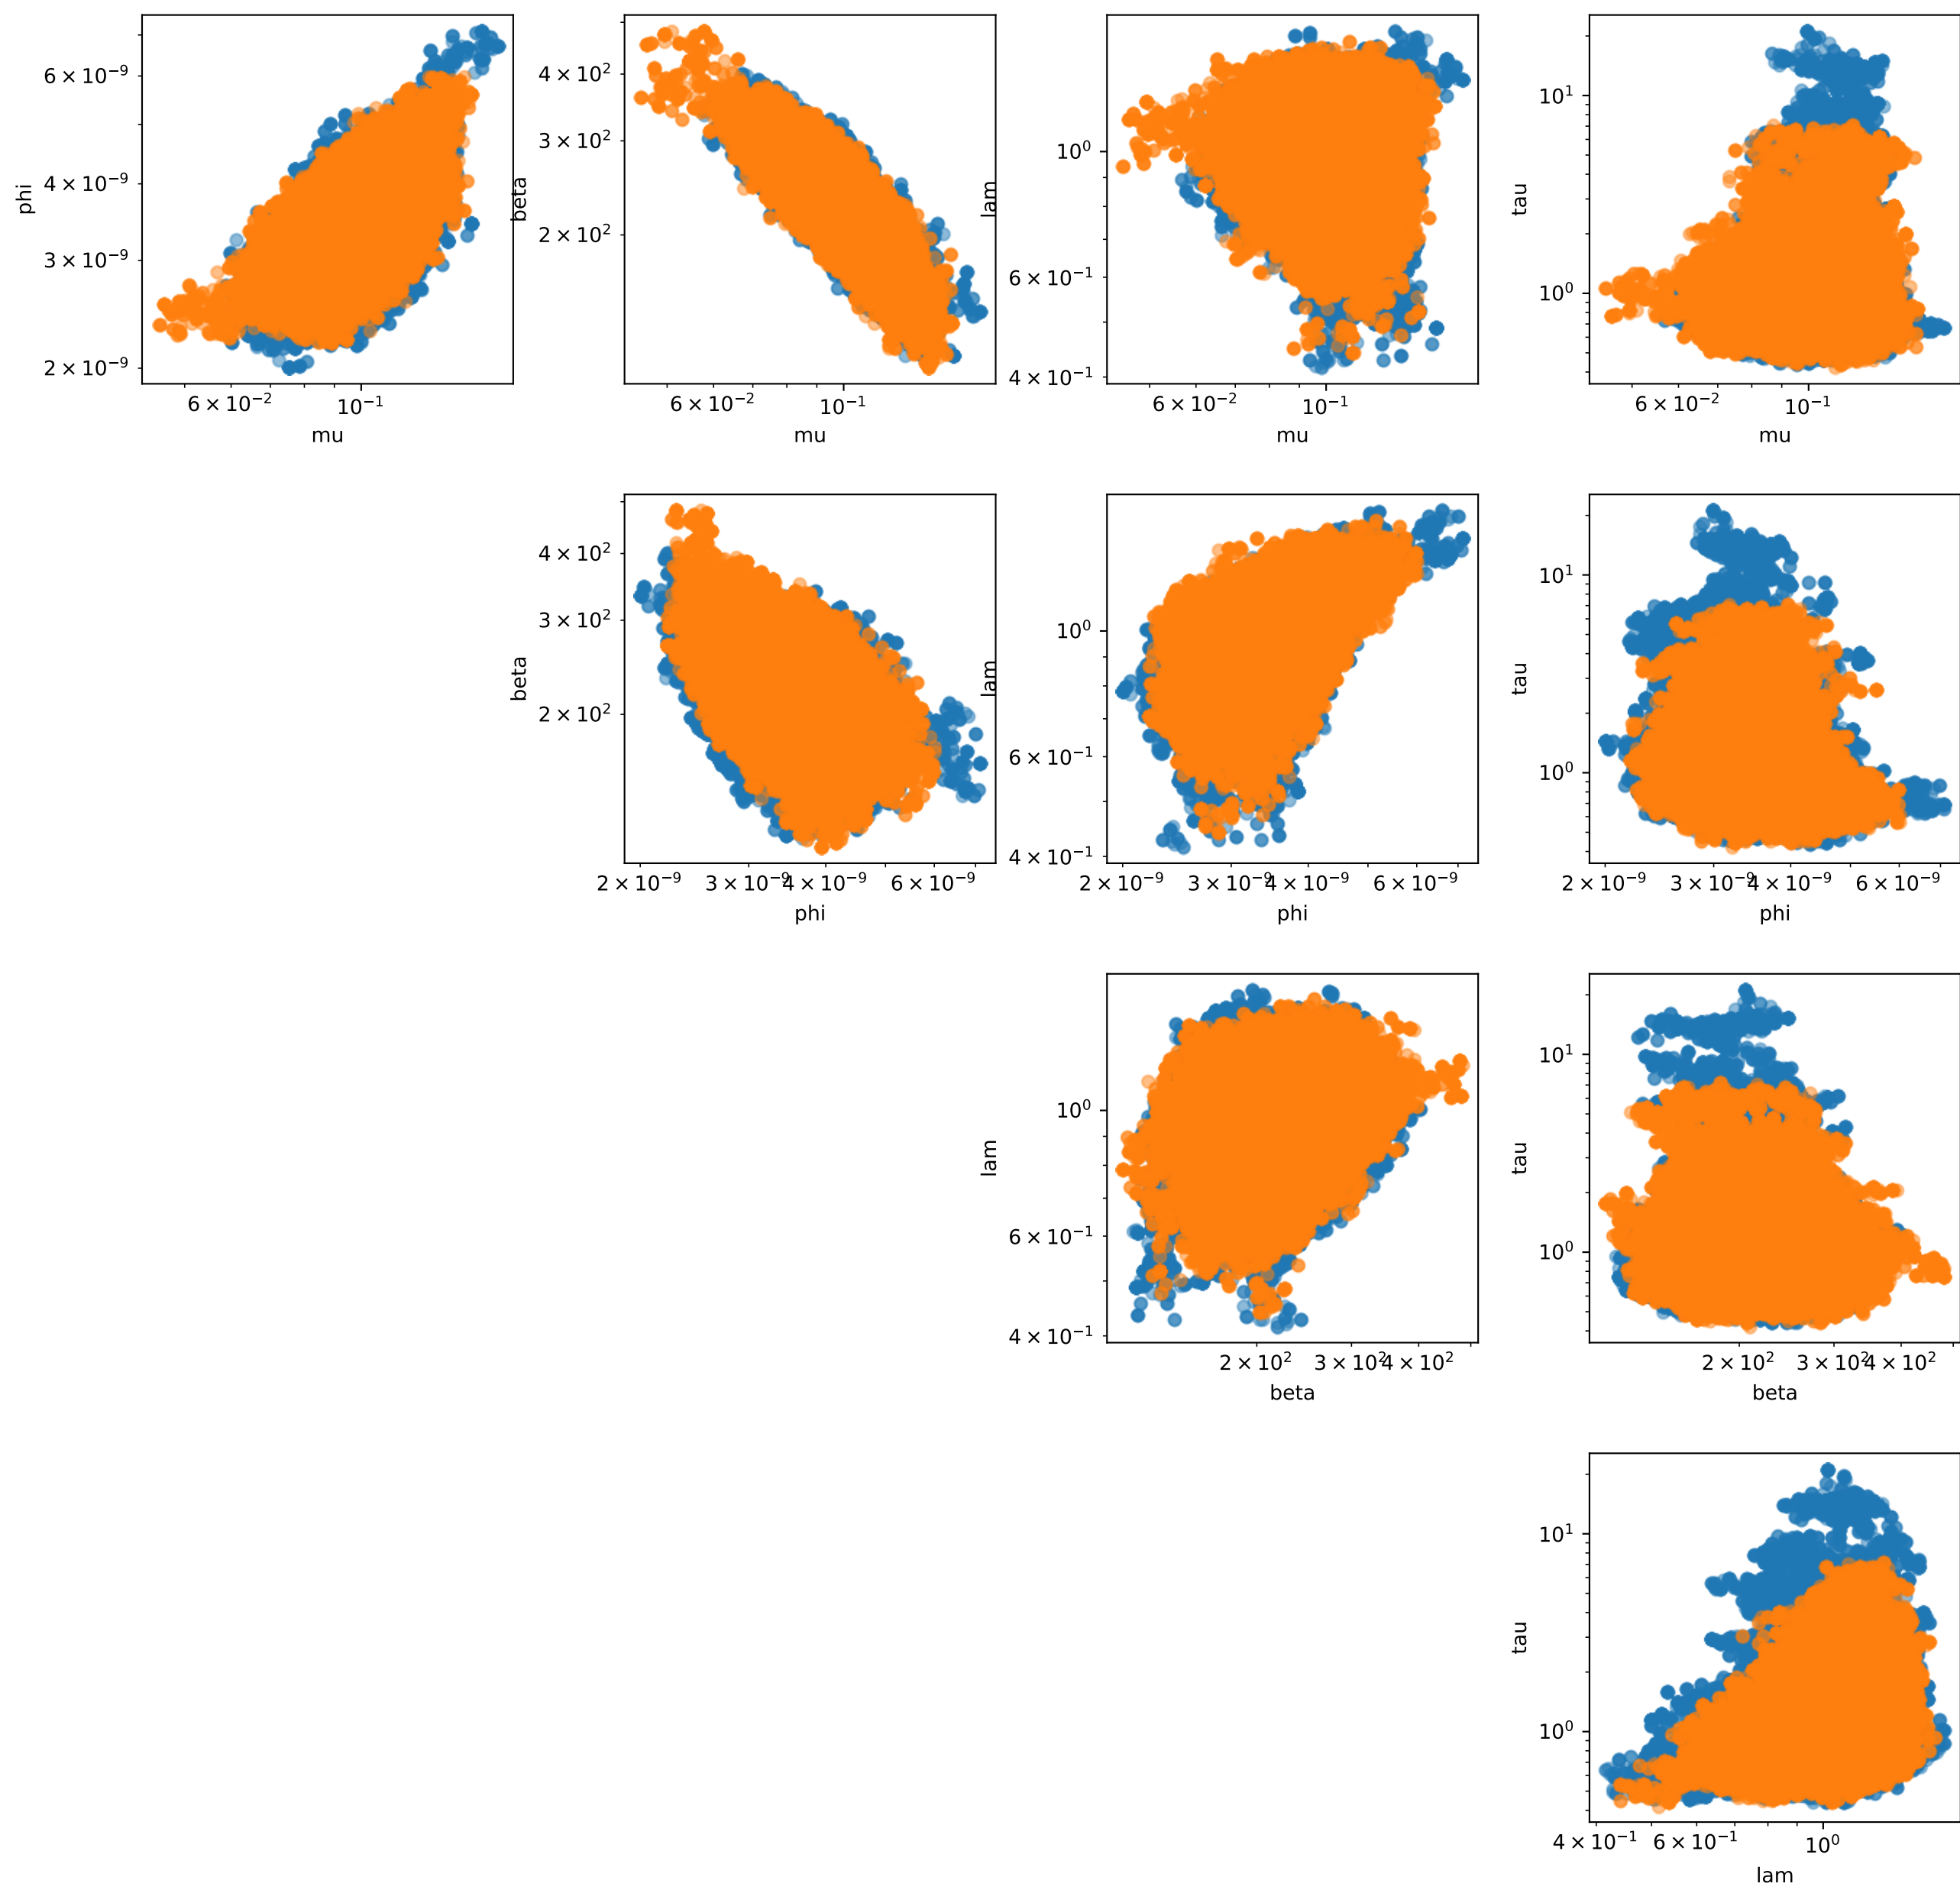 phi
6 × 10⁻⁹
4 × 10⁻⁹
3 × 10⁻⁹
2 × 10⁻⁹
6 × 10⁻² 10⁻¹
mu
beta
4 × 10²
3 × 10²
2 × 10²
6 × 10⁻² 10⁻¹
mu
lam
10⁰
6 × 10⁻¹
4 × 10⁻¹
6 × 10⁻² 10⁻¹
mu
tau
10¹
10⁰
6 × 10⁻² 10⁻¹
mu
beta
4 × 10²
3 × 10²
2 × 10²
2 × 10⁻⁹ 3 × 10⁻⁹ 4 × 10⁻⁹ 6 × 10⁻⁹
phi
lam
10⁰
6 × 10⁻¹
4 × 10⁻¹
2 × 10⁻⁹ 3 × 10⁻⁹ 4 × 10⁻⁹ 6 × 10⁻⁹
phi
tau
10¹
10⁰
2 × 10⁻⁹ 3 × 10⁻⁹ 4 × 10⁻⁹ 6 × 10⁻⁹
phi
lam
10⁰
6 × 10⁻¹
4 × 10⁻¹
2 × 10² 3 × 10² 4 × 10²
beta
tau
10¹
10⁰
2 × 10² 3 × 10² 4 × 10²
beta
tau
10¹
10⁰
4 × 10⁻¹ 6 × 10⁻¹ 10⁰
lam